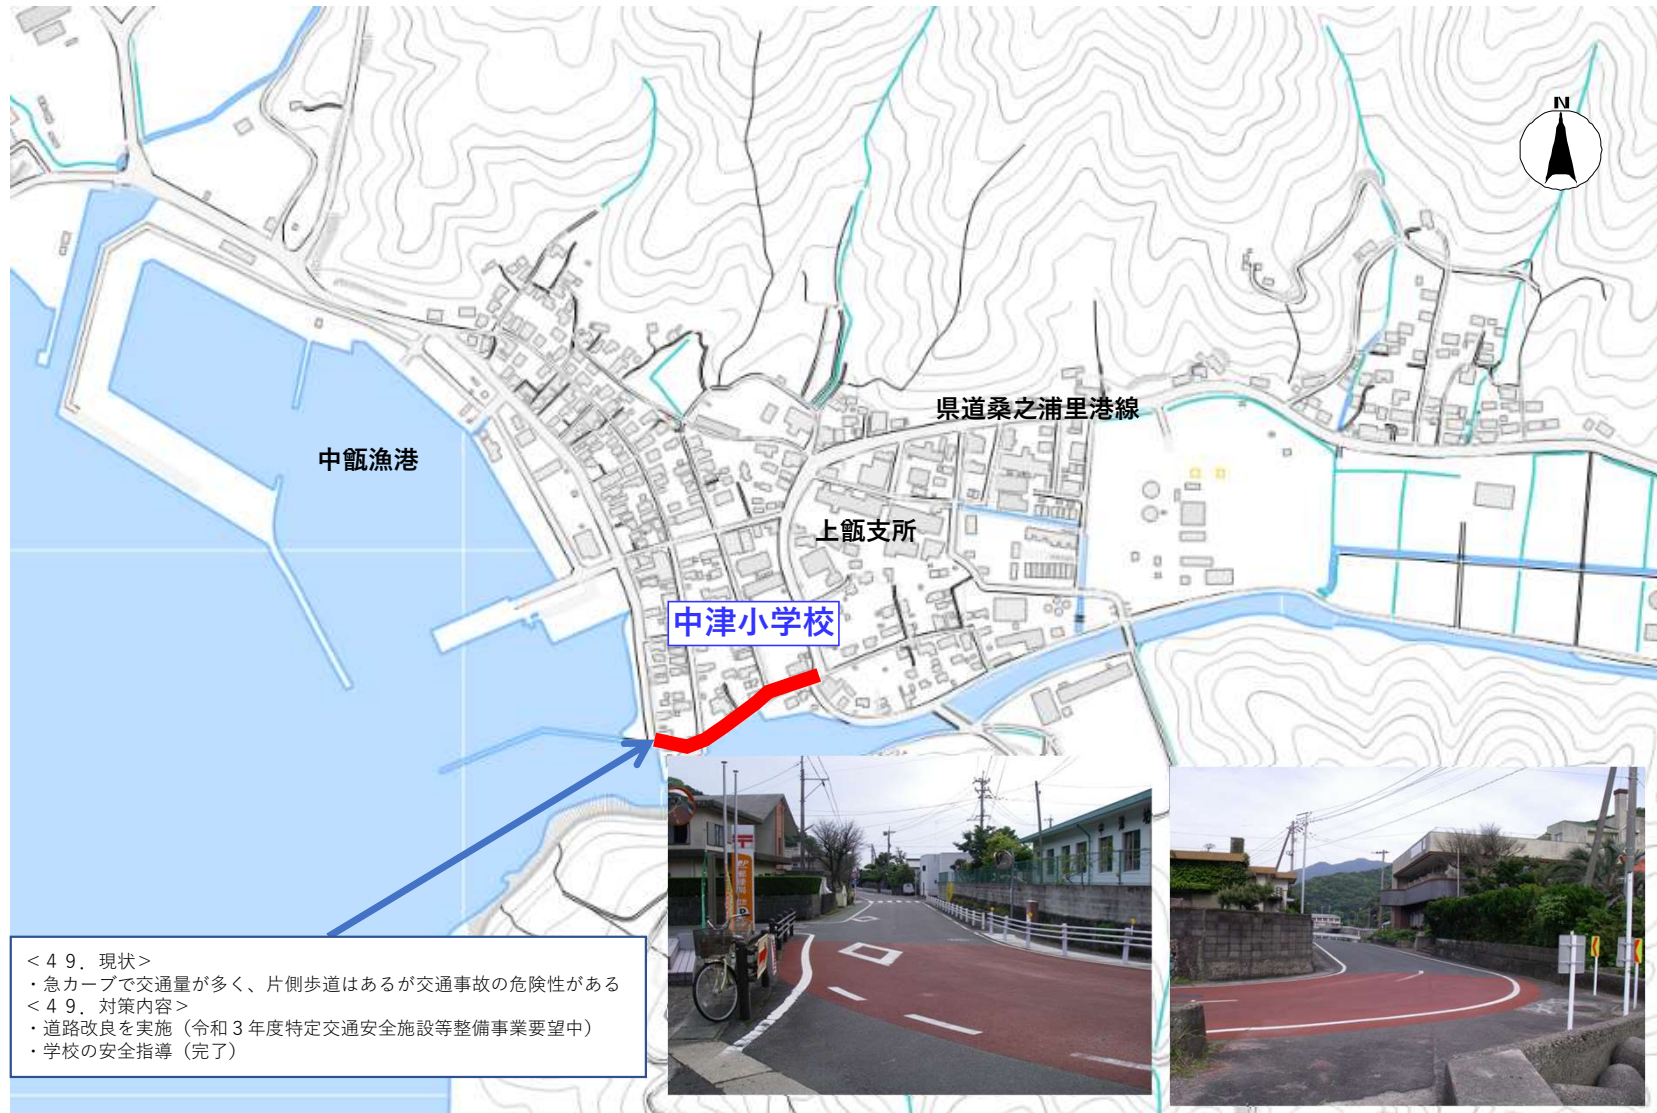 N
県道桑之浦里港線
中甑漁港
上甑支所
中津小学校
＜４９．現状＞
・急カーブで交通量が多く、片側歩道はあるが交通事故の危険性がある
＜４９．対策内容＞
・道路改良を実施（令和３年度特定交通安全施設等整備事業要望中）
・学校の安全指導（完了）
〒
中津